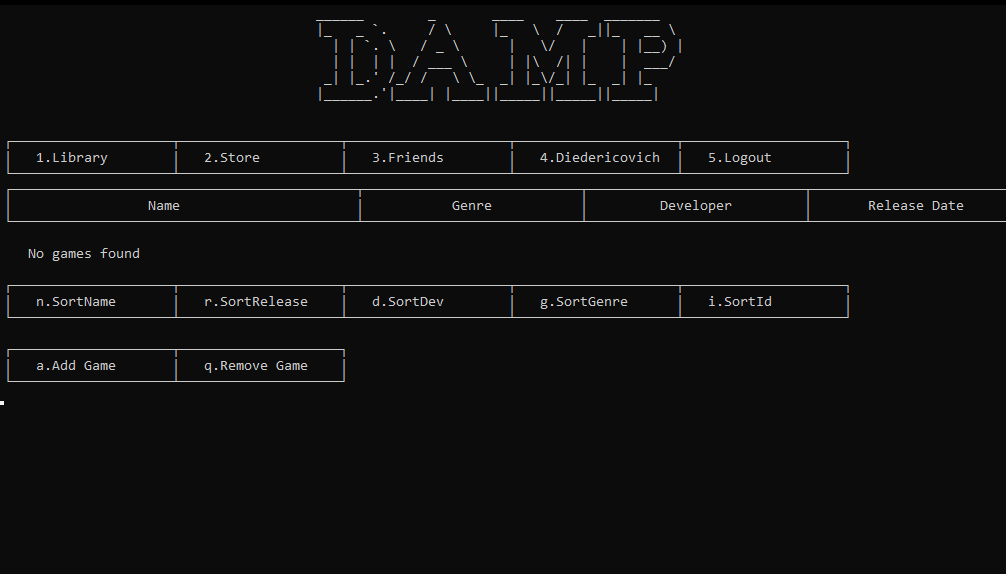 DAMP
1.Library 2.Store 3.Friends 4.Diedericovich 5.Logout
Name Genre Developer Release Date
No games found
n.SortName r.SortRelease d.SortDev g.SortGenre i.SortId
a.Add Game q.Remove Game